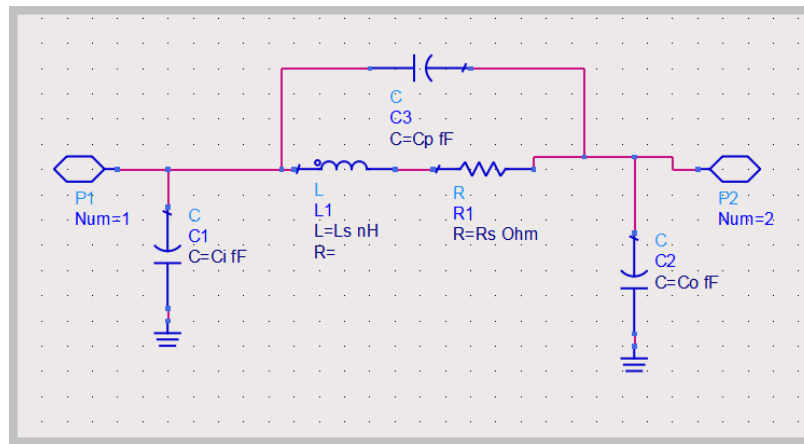 C
C3
C=Cp fF
P1
Num=1
C
C1
C=Ci fF
L
L1
L=Ls nH
R=
R
R1
R=Rs Ohm
C
C2
C=Co fF
P2
Num=2